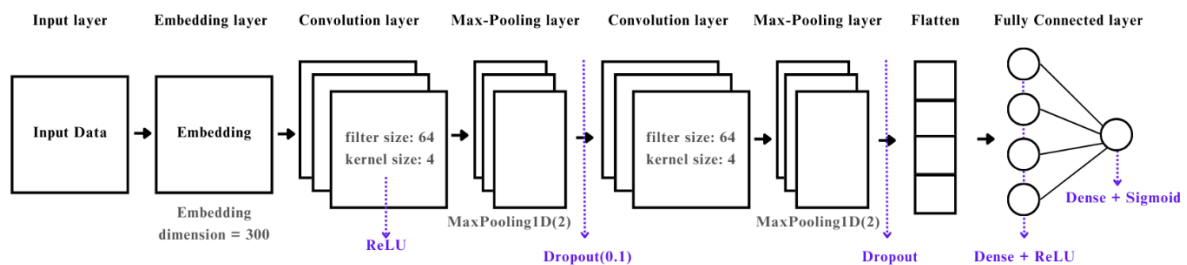 Input layer
Embedding layer
Convolution layer
Max-Pooling layer
Convolution layer
Max-Pooling layer
Flatten
Fully Connected layer
Input Data
Embedding
filter size: 64
kernel size: 4
filter size: 64
kernel size: 4
Embedding
dimension = 300
ReLU
MaxPooling1D(2)
Dropout(0.1)
MaxPooling1D(2)
Dropout
Dense + ReLU
Dense + Sigmoid